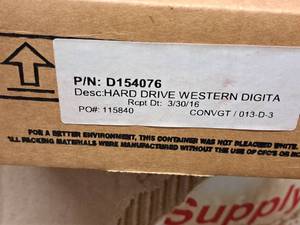 P/N: D154076
Desc:HARD DRIVE WESTERN DIGITA
Rcpt Dt: 3/30/16
PO#: 115840 CONVGT / 013-D-3
FOR A BETTER ENVIRONMENT, THIS CONTAINER WAS NOT BLEACHED WHITE.
ALL PACKING MATERIALS WERE MANUFACTURED WITHOUT THE USE OF CFC'S OR
Supply